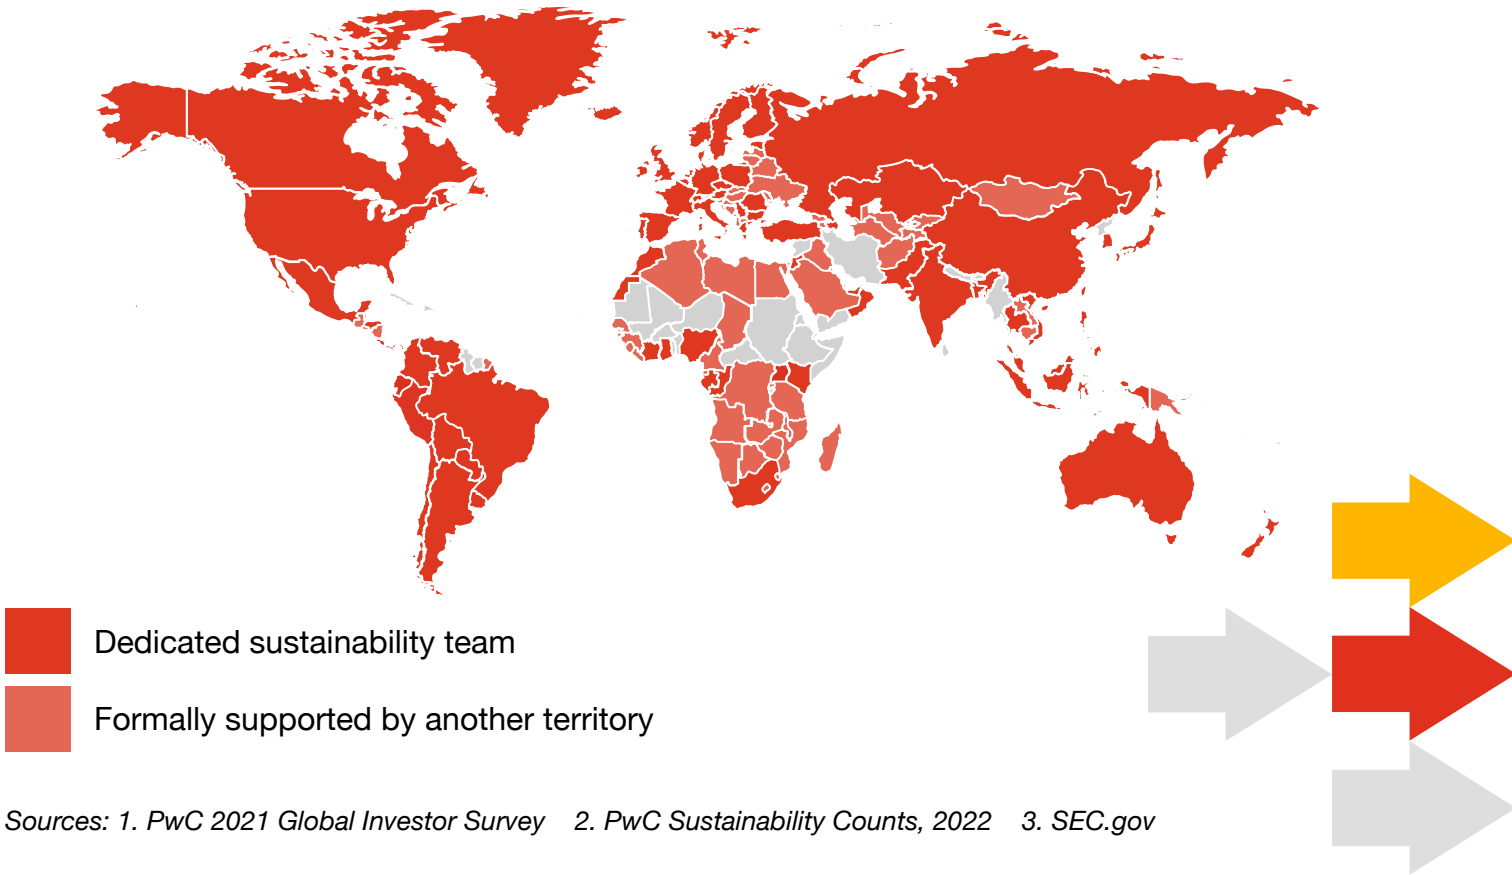 Dedicated sustainability team
Formally supported by another territory
Sources: 1. PwC 2021 Global Investor Survey 2. PwC Sustainability Counts, 2022 3. SEC.gov